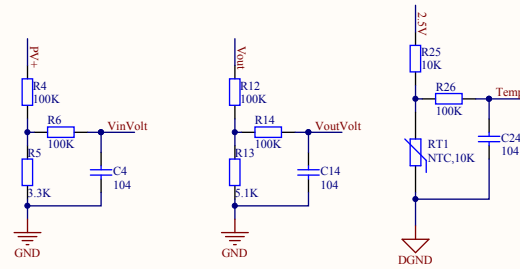 pV+
R4
100K
R6
100K
VinVolt
R5
3.3K
C4
104
GND
Vout
R12
100K
R14
100K
VoutVolt
R13
5.1K
C14
104
GND
2.5V
R25
10K
R26
100K
Temp
RT1
NTC,10K
C24
104
DGND